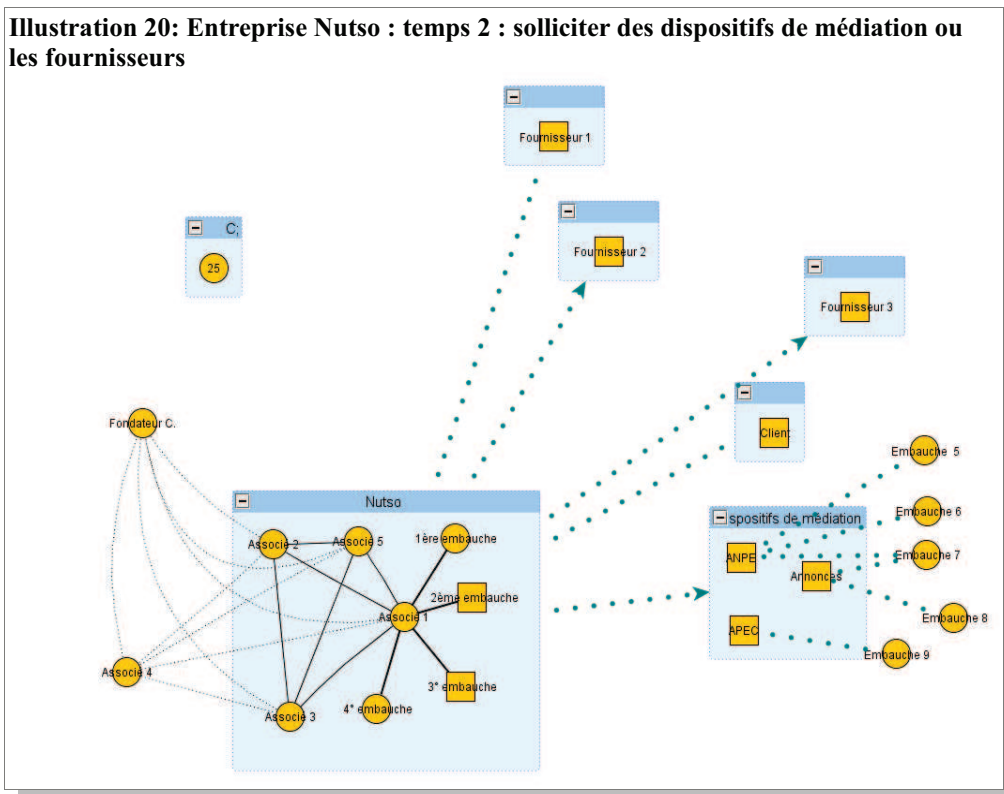 Illustration 20: Entreprise Nutso : temps 2 : solliciter des dispositifs de médiation ou
les fournisseurs
Fournisseur 1
C;
25
Fournisseur 2
Fournisseur 3
Client
Fondateur C.
Embauche 5
Nutso
spositifs de médiation
Embauche 6
Associé 2
Associé 5
1ère embauche
ANPE
Embauche 7
Annonces
2ème embauche
Associé 1
Embauche 8
APEC
Embauche 9
Associé 4
3° embauche
Associé 3
4° embauche